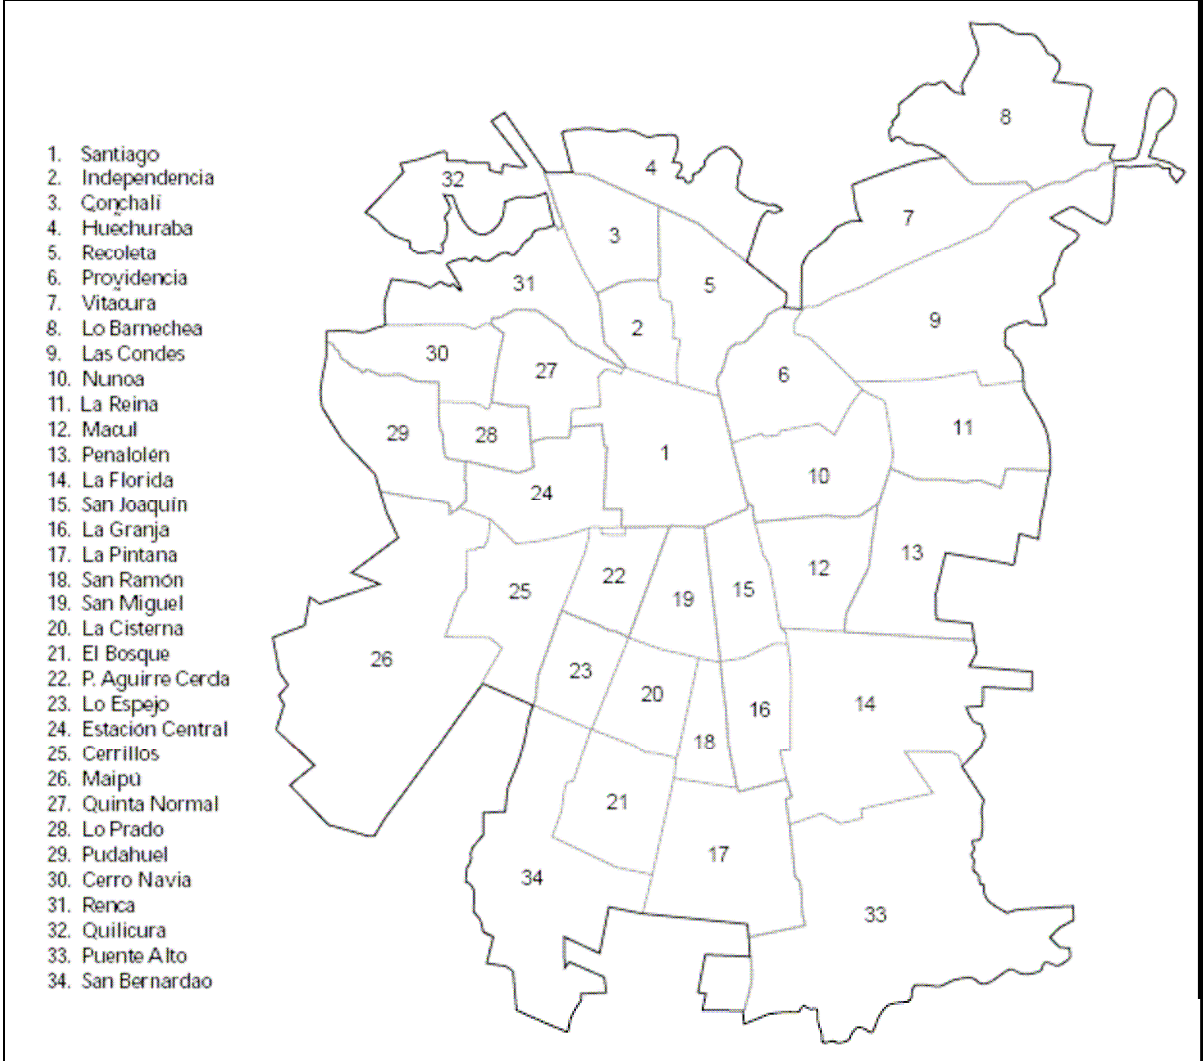 1. Santiago
2. Independencia
3. Conchalí
4. Huechuraba
5. Recoleta
6. Providencia
7. Vitacura
8. Lo Barnechea
9. Las Condes
10. Nunoa
11. La Reina
12. Macul
13. Penalolén
14. La Florida
15. San Joaquín
16. La Granja
17. La Pintana
18. San Ramón
19. San Miguel
20. La Cisterna
21. El Bosque
22. P. Aguirre Cerda
23. Lo Espejo
24. Estación Central
25. Cerrillos
26. Maipú
27. Quinta Normal
28. Lo Prado
29. Pudahuel
30. Cerro Navia
31. Renca
32. Quilicura
33. Puente Alto
34. San Bernardao
8
4
32
7
3
31
5
9
2
30
27
6
29
28
11
1
10
24
13
12
22
25
15
19
26
23
20
14
16
18
21
17
34
33